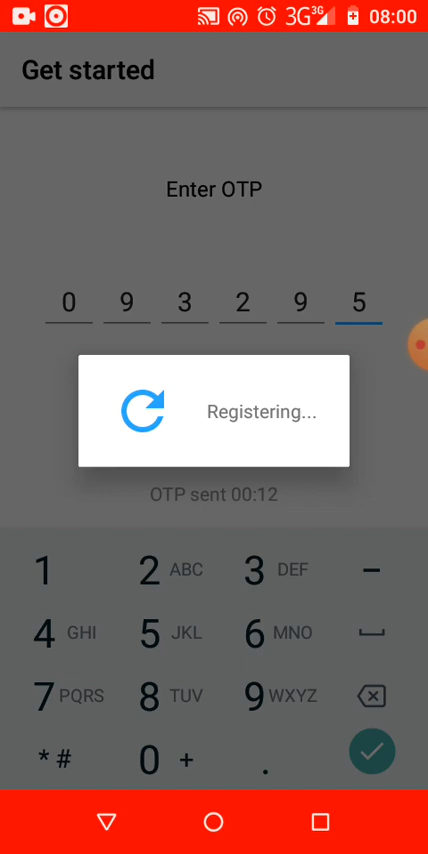 3G 3G 08:00
Get started
Enter OTP
0 9 3 2 9 5
Registering...
OTP sent 00:12
1 2 ABC 3 DEF –
4 GHI 5 JKL 6 MNO
7 PQRS 8 TUV 9 WXYZ
* # 0 + .